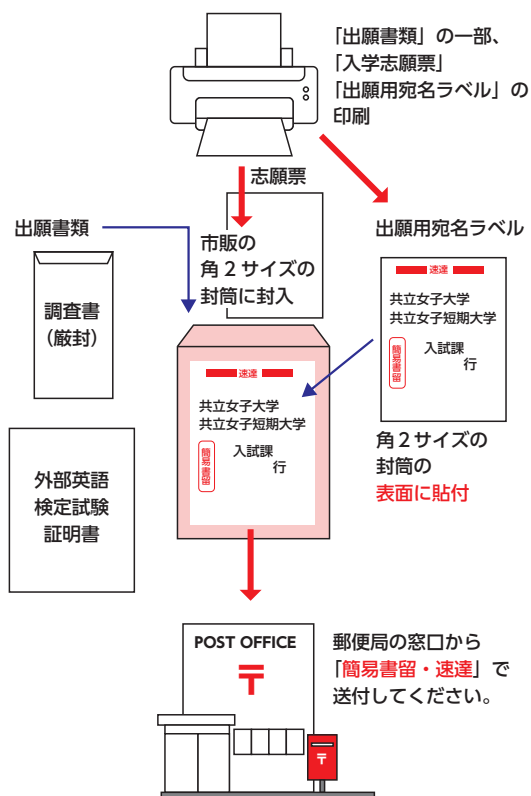 「出願書類」の一部、
「入学志願票」
「出願用宛名ラベル」の
印刷
志願票
出願書類
市販の
角2サイズの
封筒に封入
出願用宛名ラベル
調査書
(厳封)
速達
共立女子大学
共立女子短期大学
簡易書留
入試課
行
速達
共立女子大学
共立女子短期大学
簡易書留
入試課
行
角2サイズの
封筒の
表面に貼付
外部英語
検定試験
証明書
POST OFFICE
〒
〒
郵便局の窓口から
「簡易書留・速達」で
送付してください。